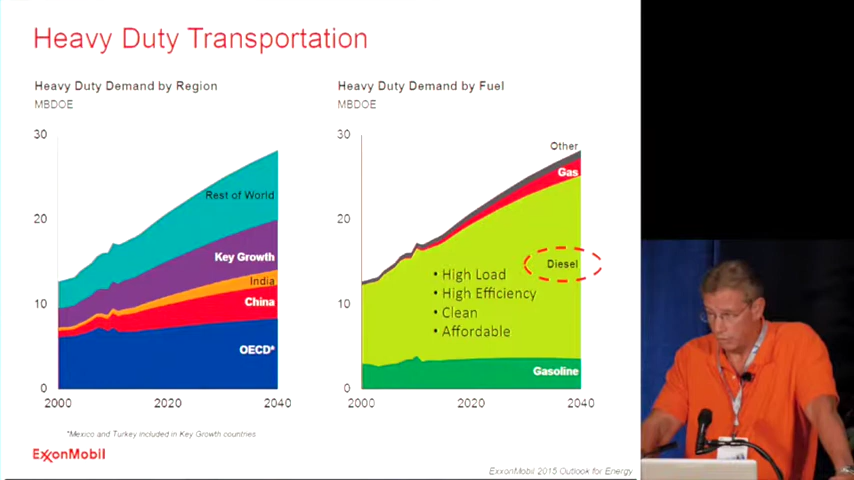 Heavy Duty Transportation
Heavy Duty Demand by Region
MBDOE
30
20
10
0
2000
2020
2040
Rest of World
Key Growth
India
China
OECD*
*Mexico and Turkey included in Key Growth countries
Heavy Duty Demand by Fuel
MBDOE
30
20
10
0
2000
2020
2040
Other
Gas
Diesel
• High Load
• High Efficiency
• Clean
• Affordable
Gasoline
ExxonMobil
ExxonMobil 2015 Outlook for Energy